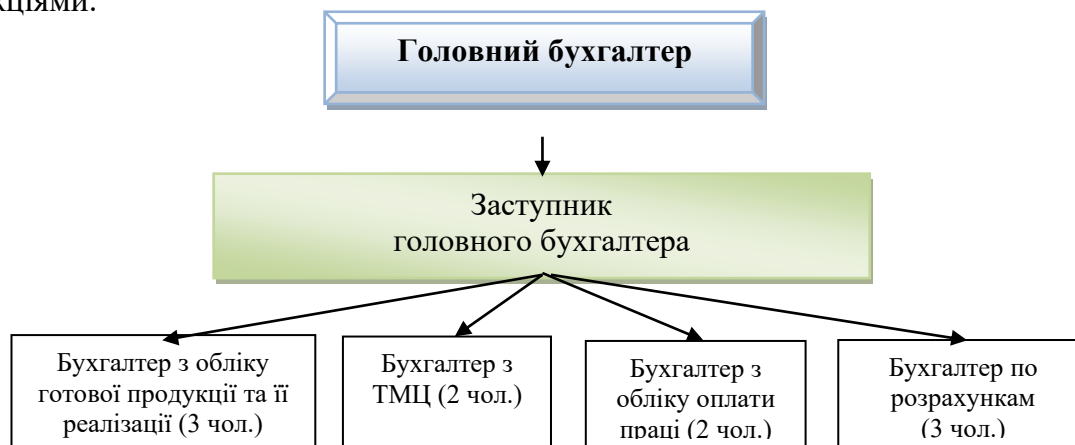 кціями.
Головний бухгалтер
Заступник
головного бухгалтера
Бухгалтер з обліку
готової продукції та її
реалізації (3 чол.)
Бухгалтер з
ТМЦ (2 чол.)
Бухгалтер з
обліку оплати
праці (2 чол.)
Бухгалтер по
розрахункам
(3 чол.)